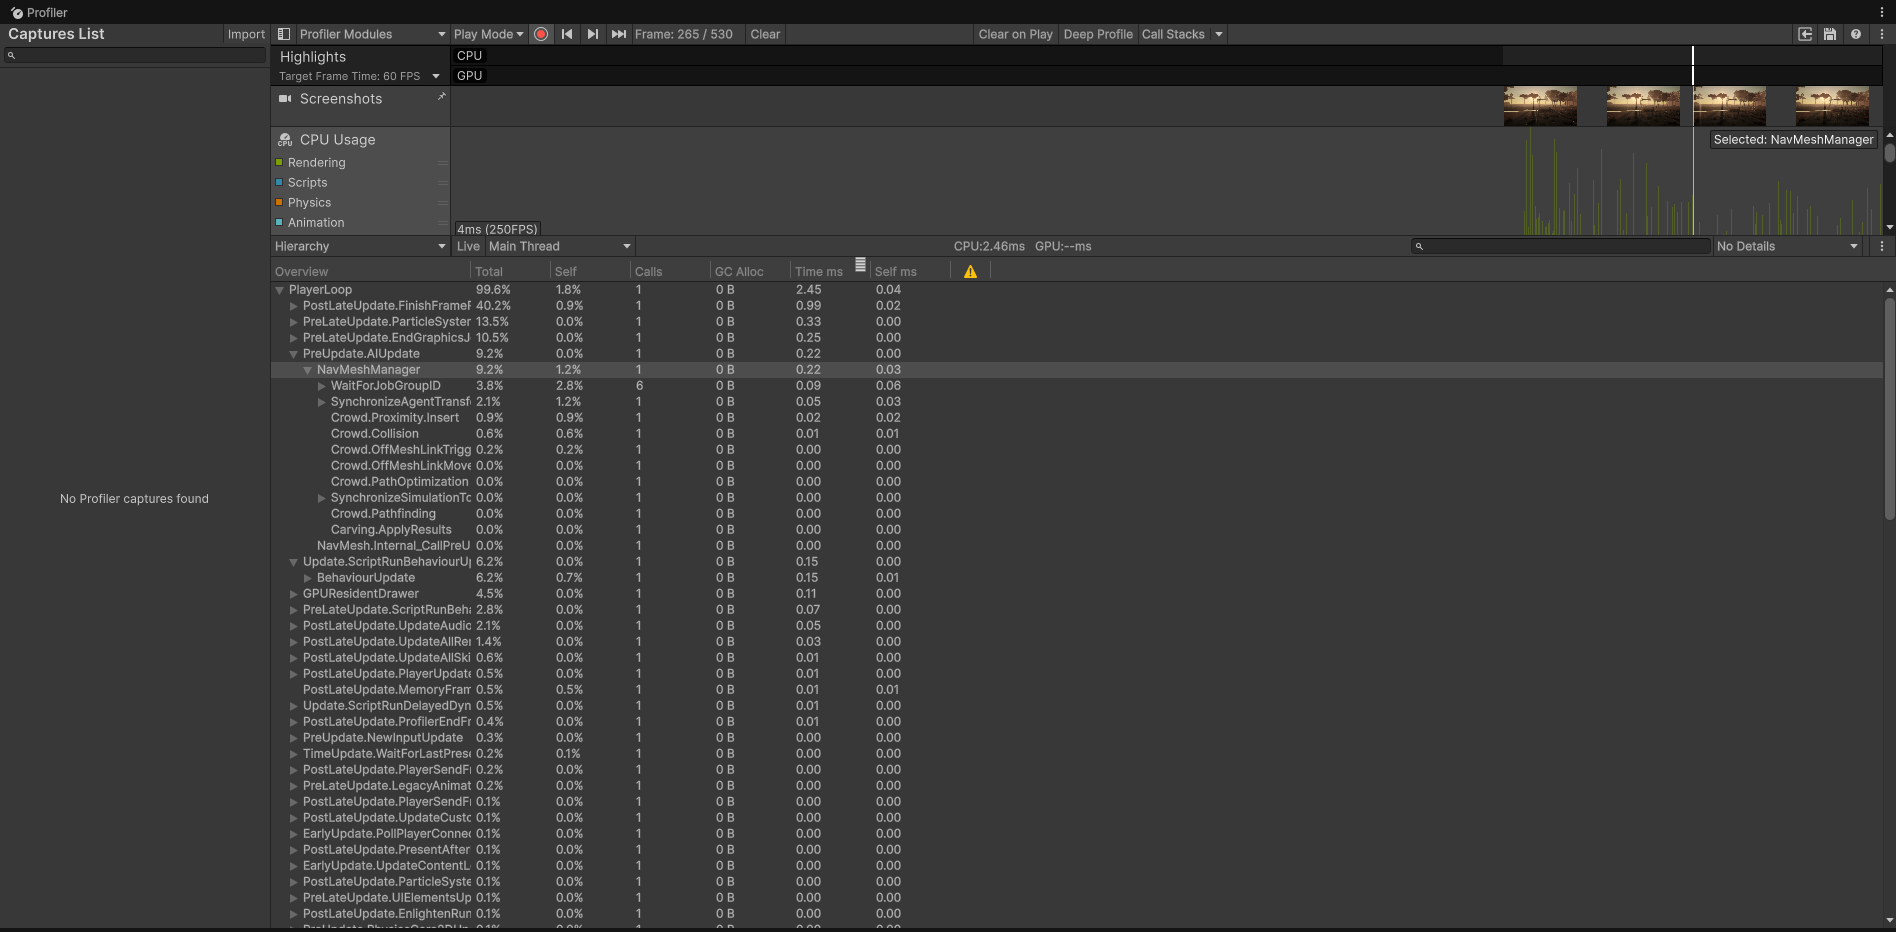 Profiler
Captures List
Import
Profiler Modules
Play Mode
Frame: 265 / 530
Clear
Clear on Play
Deep Profile
Call Stacks
Highlights
Target Frame Time: 60 FPS
CPU
GPU
Screenshots
CPU Usage
Rendering
Scripts
Physics
Animation
Selected: NavMeshManager
4ms (250FPS)
Hierarchy
Live
Main Thread
CPU:2.46ms GPU:--ms
No Details
No Profiler captures found
Overview Total Self Calls GC Alloc Time ms Self ms
PlayerLoop 99.6% 1.8% 1 0 B 2.45 0.04
PostLateUpdate.FinishFrameF 40.2% 0.9% 1 0 B 0.99 0.02
PreLateUpdate.ParticleSyster 13.5% 0.0% 1 0 B 0.33 0.00
PreLateUpdate.EndGraphicsJ 10.5% 0.0% 1 0 B 0.25 0.00
PreUpdate.AIUpdate 9.2% 0.0% 1 0 B 0.22 0.00
NavMeshManager 9.2% 1.2% 1 0 B 0.22 0.03
WaitForJobGroupID 3.8% 2.8% 6 0 B 0.09 0.06
SynchronizeAgentTransf 2.1% 1.2% 1 0 B 0.05 0.03
Crowd.Proximity.Insert 0.9% 0.9% 1 0 B 0.02 0.02
Crowd.Collision 0.6% 0.6% 1 0 B 0.01 0.01
Crowd.OffMeshLinkTrigg 0.2% 0.2% 1 0 B 0.00 0.00
Crowd.OffMeshLinkMove 0.0% 0.0% 1 0 B 0.00 0.00
Crowd.PathOptimization 0.0% 0.0% 1 0 B 0.00 0.00
SynchronizeSimulationTc 0.0% 0.0% 1 0 B 0.00 0.00
Crowd.Pathfinding 0.0% 0.0% 1 0 B 0.00 0.00
Carving.ApplyResults 0.0% 0.0% 1 0 B 0.00 0.00
NavMesh.Internal_CallPreU 0.0% 0.0% 1 0 B 0.00 0.00
Update.ScriptRunBehaviourU 6.2% 0.0% 1 0 B 0.15 0.00
BehaviourUpdate 6.2% 0.7% 1 0 B 0.15 0.01
GPUResidentDrawer 4.5% 0.0% 1 0 B 0.11 0.00
PreLateUpdate.ScriptRunBeha 2.8% 0.0% 1 0 B 0.07 0.00
PostLateUpdate.UpdateAudio 2.1% 0.0% 1 0 B 0.05 0.00
PostLateUpdate.UpdateAllRe 1.4% 0.0% 1 0 B 0.03 0.00
PostLateUpdate.UpdateAllSki 0.6% 0.0% 1 0 B 0.01 0.00
PostLateUpdate.PlayerUpdate 0.5% 0.0% 1 0 B 0.01 0.00
PostLateUpdate.MemoryFram 0.5% 0.5% 1 0 B 0.01 0.01
Update.ScriptRunDelayedDyn 0.5% 0.0% 1 0 B 0.01 0.00
PostLateUpdate.ProfilerEndFr 0.4% 0.0% 1 0 B 0.01 0.00
PreUpdate.NewInputUpdate 0.3% 0.0% 1 0 B 0.00 0.00
TimeUpdate.WaitForLastPrese 0.2% 0.1% 1 0 B 0.00 0.00
PostLateUpdate.PlayerSendFr 0.2% 0.0% 1 0 B 0.00 0.00
PreLateUpdate.LegacyAnimat 0.2% 0.0% 1 0 B 0.00 0.00
PostLateUpdate.PlayerSendFr 0.1% 0.0% 1 0 B 0.00 0.00
PostLateUpdate.UpdateCusto 0.1% 0.0% 1 0 B 0.00 0.00
EarlyUpdate.PollPlayerConnec 0.1% 0.0% 1 0 B 0.00 0.00
PostLateUpdate.PresentAfter 0.1% 0.0% 1 0 B 0.00 0.00
EarlyUpdate.UpdateContentL 0.1% 0.0% 1 0 B 0.00 0.00
PostLateUpdate.ParticleSyste 0.1% 0.0% 1 0 B 0.00 0.00
PreLateUpdate.UIElementsUp 0.1% 0.0% 1 0 B 0.00 0.00
PostLateUpdate.EnlightenRun 0.1% 0.0% 1 0 B 0.00 0.00